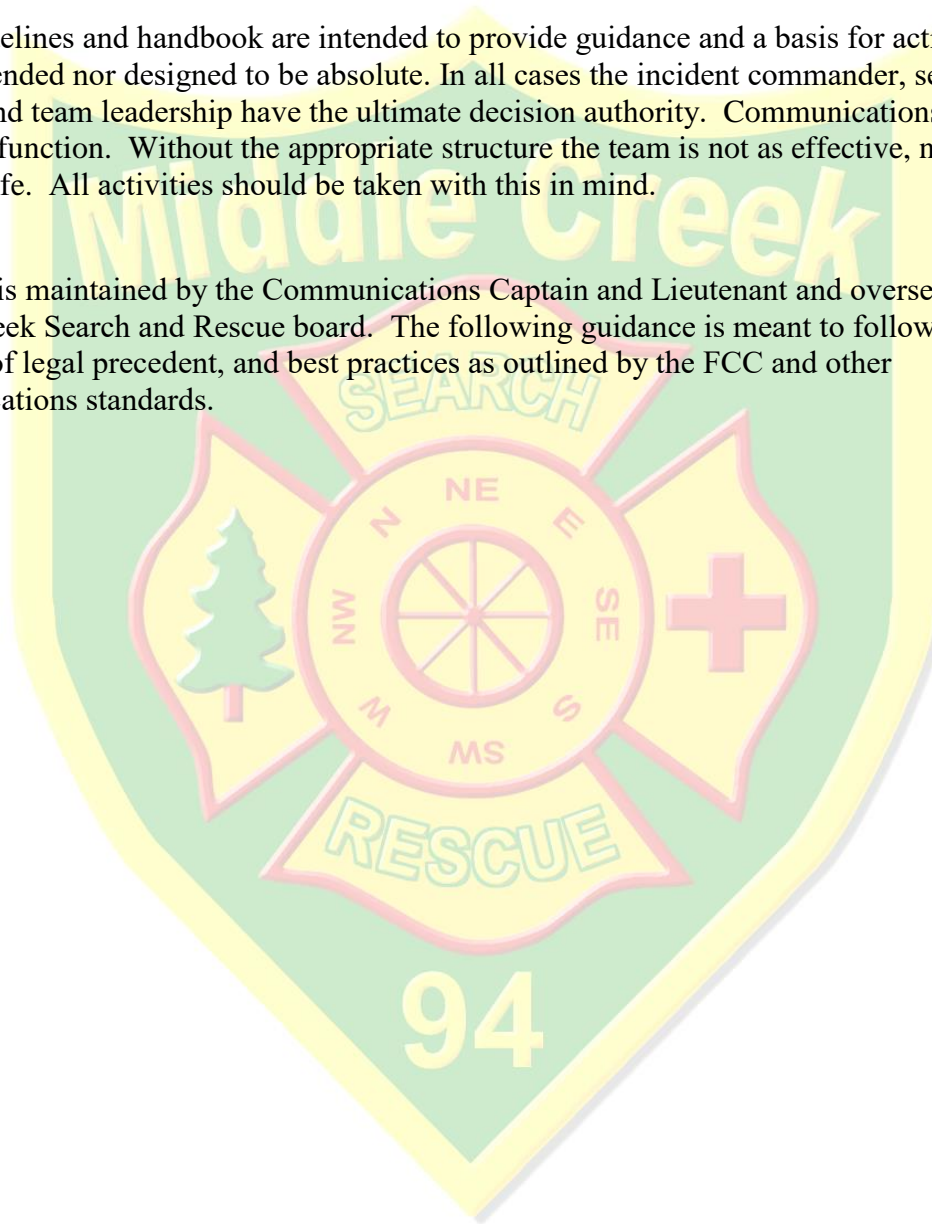 elines and handbook are intended to provide guidance and a basis for acti
ended nor designed to be absolute. In all cases the incident commander, se
nd team leadership have the ultimate decision authority. Communications
function. Without the appropriate structure the team is not as effective, n
fe. All activities should be taken with this in mind.
is maintained by the Communications Captain and Lieutenant and overse
eek Search and Rescue board. The following guidance is meant to follow
of legal precedent, and best practices as outlined by the FCC and other
ations standards.
Middle Creek
SEARCH
NE
N E
NW SE
W S
SW
RESCUE
94